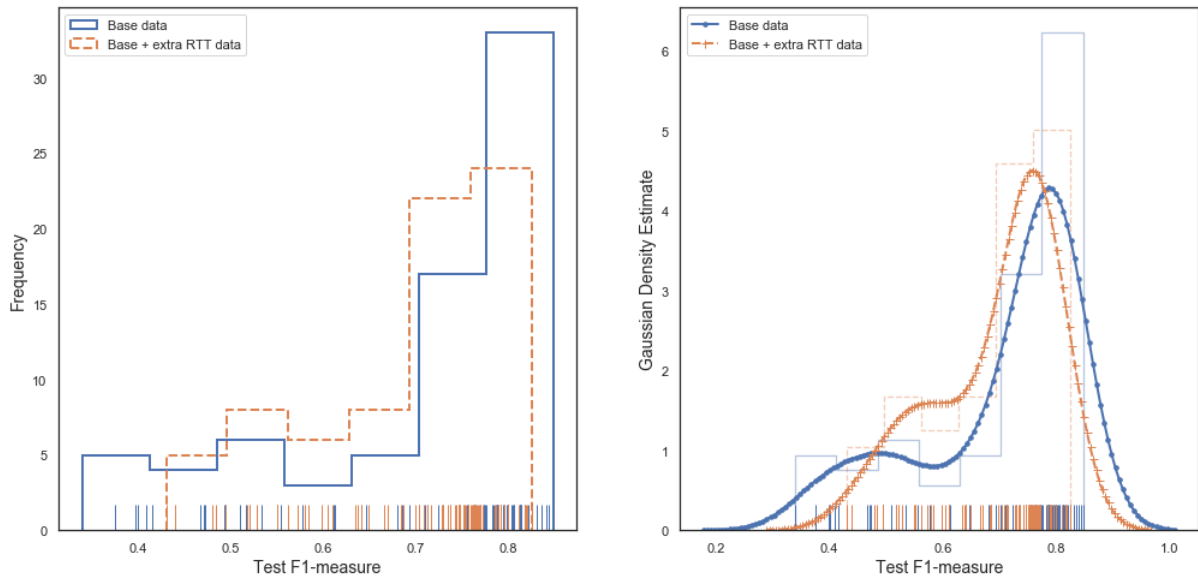 Base data
Base + extra RTT data
Frequency
30
25
20
15
10
5
0
0.4 0.5 0.6 0.7 0.8
Test F1-measure
Base data
Base + extra RTT data
Gaussian Density Estimate
6
5
4
3
2
1
0
0.2 0.4 0.6 0.8 1.0
Test F1-measure